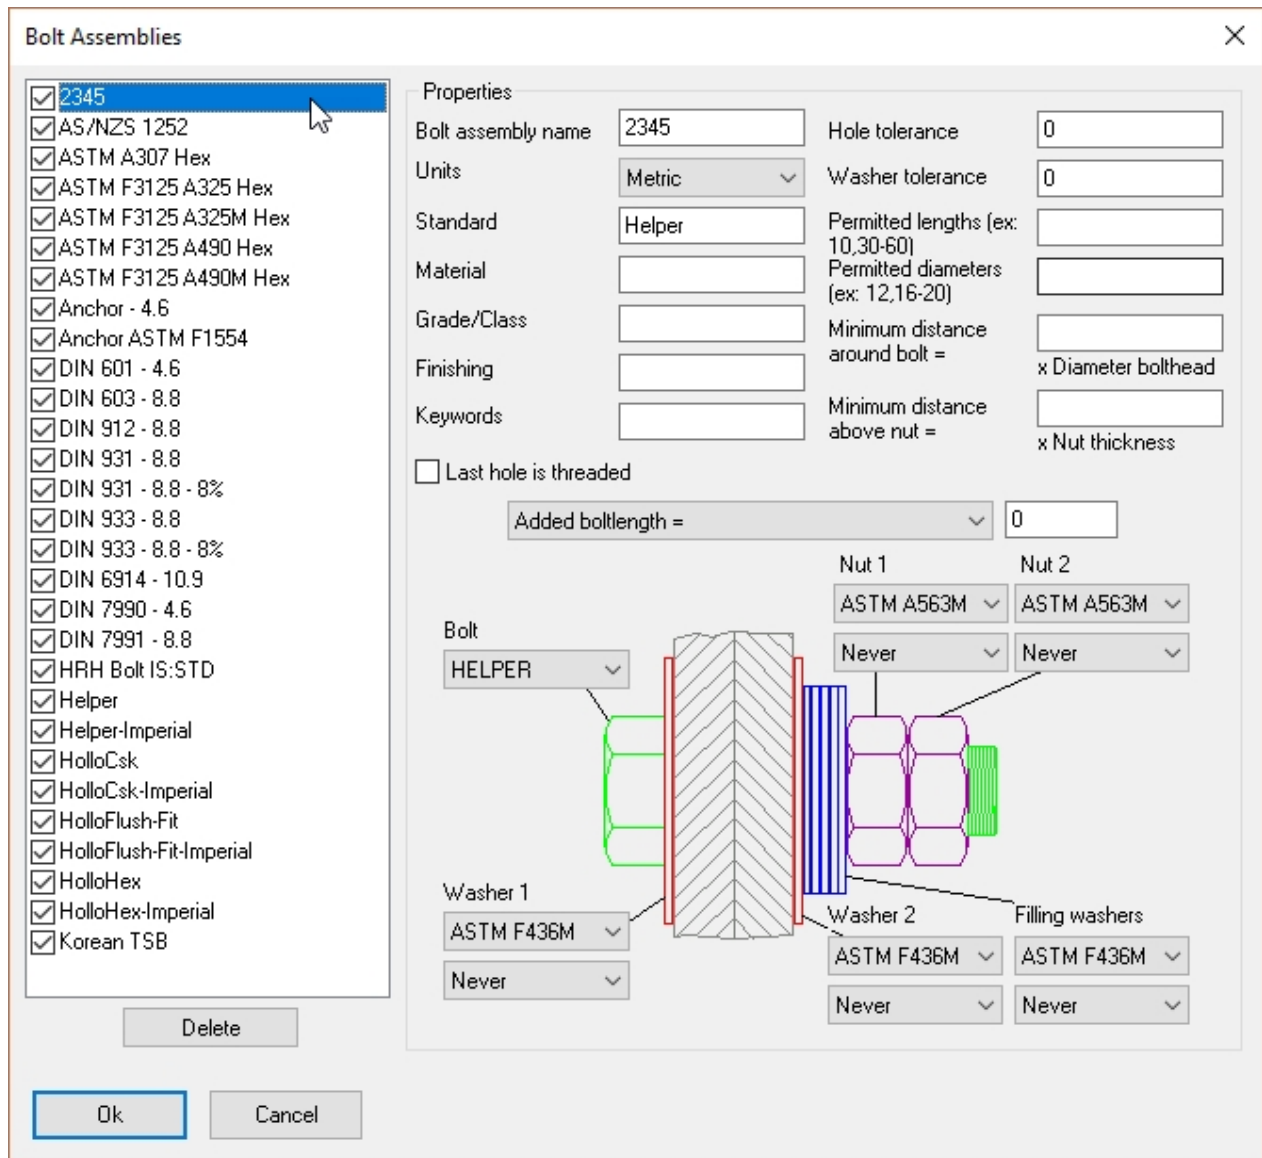 Bolt Assemblies
2345
AS/NZS 1252
ASTM A307 Hex
ASTM F3125 A325 Hex
ASTM F3125 A325M Hex
ASTM F3125 A490 Hex
ASTM F3125 A490M Hex
Anchor - 4.6
Anchor ASTM F1554
DIN 601 - 4.6
DIN 603 - 8.8
DIN 912 - 8.8
DIN 931 - 8.8
DIN 931 - 8.8 - 8%
DIN 933 - 8.8
DIN 933 - 8.8 - 8%
DIN 6914 - 10.9
DIN 7990 - 4.6
DIN 7991 - 8.8
HRH Bolt IS:STD
Helper
Helper-Imperial
HolloCsk
HolloCsk-Imperial
HolloFlush-Fit
HolloFlush-Fit-Imperial
HolloHex
HolloHex-Imperial
Korean TSB
Delete
Ok
Cancel
Properties
Bolt assembly name
2345
Units
Metric
Standard
Helper
Material
Grade/Class
Finishing
Keywords
Hole tolerance
0
Washer tolerance
0
Permitted lengths (ex:
10,30-60)
Permitted diameters
(ex: 12,16-20)
Minimum distance
around bolt =
x Diameter bolthead
Minimum distance
above nut =
x Nut thickness
Last hole is threaded
Added boltlength =
0
Nut 1
ASTM A563M
Never
Nut 2
ASTM A563M
Never
Bolt
HELPER
Washer 1
ASTM F436M
Never
Washer 2
ASTM F436M
Never
Filling washers
ASTM F436M
Never